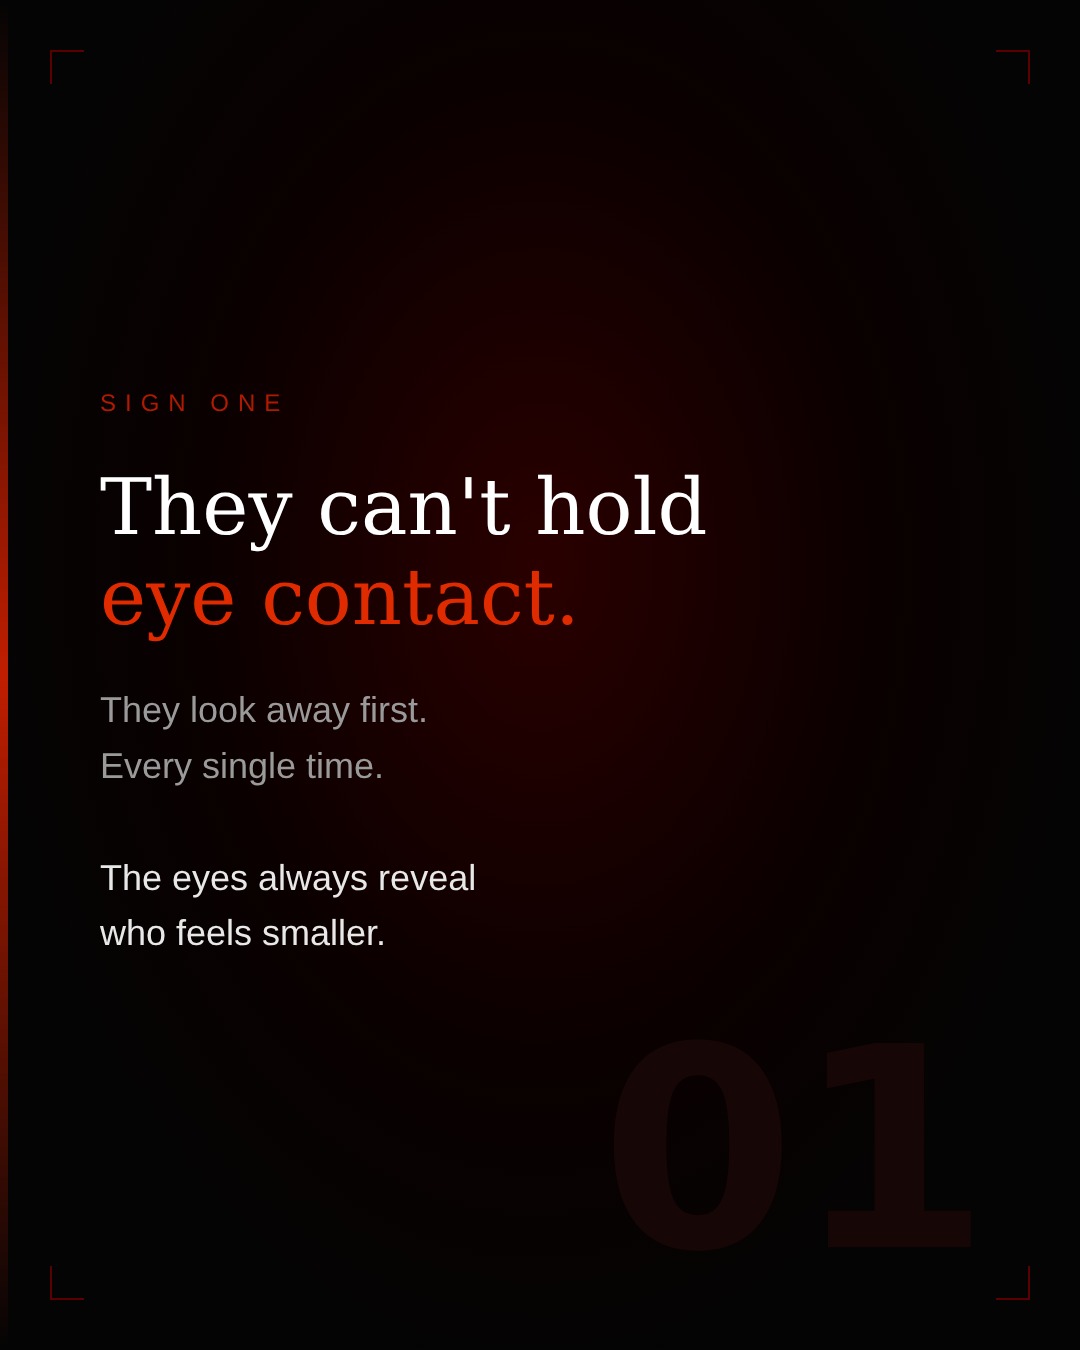 SIGN ONE
They can't hold
eye contact.
They look away first.
Every single time.
The eyes always reveal
who feels smaller.
01